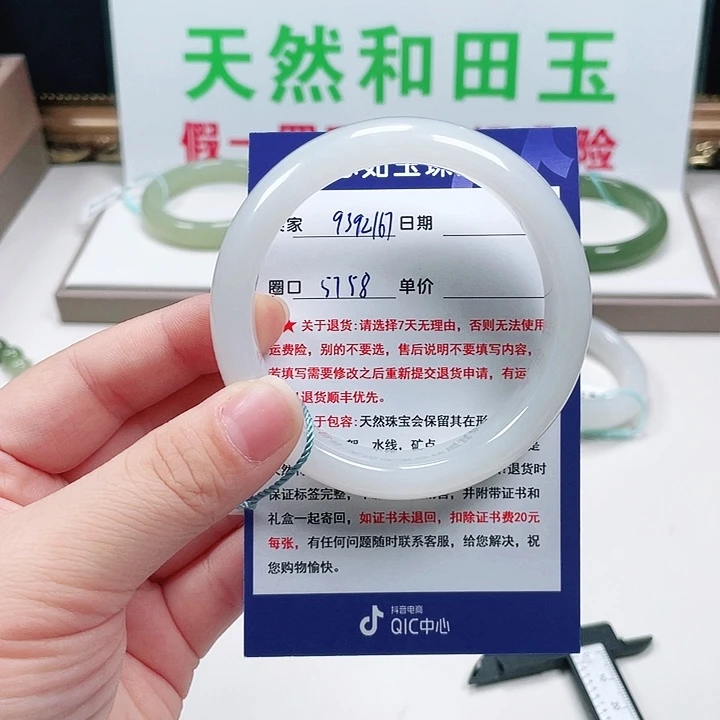 天然和田玉
假一
险
如玉珠
家 9392167 日期
圈口 5758 单价
★ 关于退货:请选择7天无理由，否则无法使用
运费险，别的不要选，售后说明不要填写内容，
若填写需要修改之后重新提交退货申请，有运
退货顺丰优先。
于包容:天然珠宝会保留其在形
水线，矿点
退货时
保证标签完整，
并附带证书和
礼盒一起寄回，如证书未退回，扣除证书费20元
每张，有任何问题随时联系客服，给您解决，祝
您购物愉快。
抖音电商
QIC中心